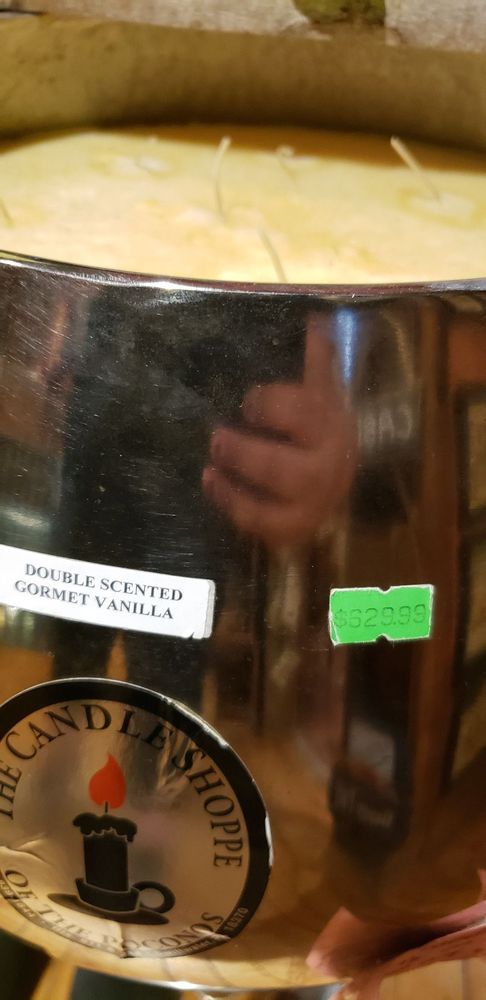 DOUBLE SCENTED
GORMET VANILLA
$629.99
THE CANDLE SHOPPE
OF THE POCONOS